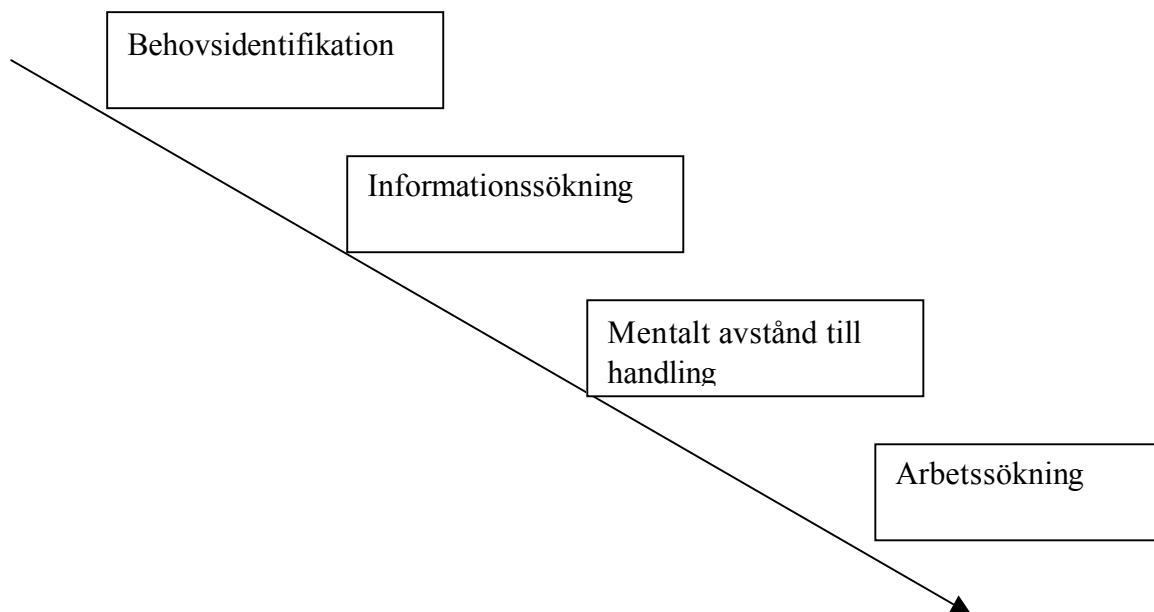 Behovsidentifikation
Informationssökning
Mentalt avstånd till
handling
Arbetssökning